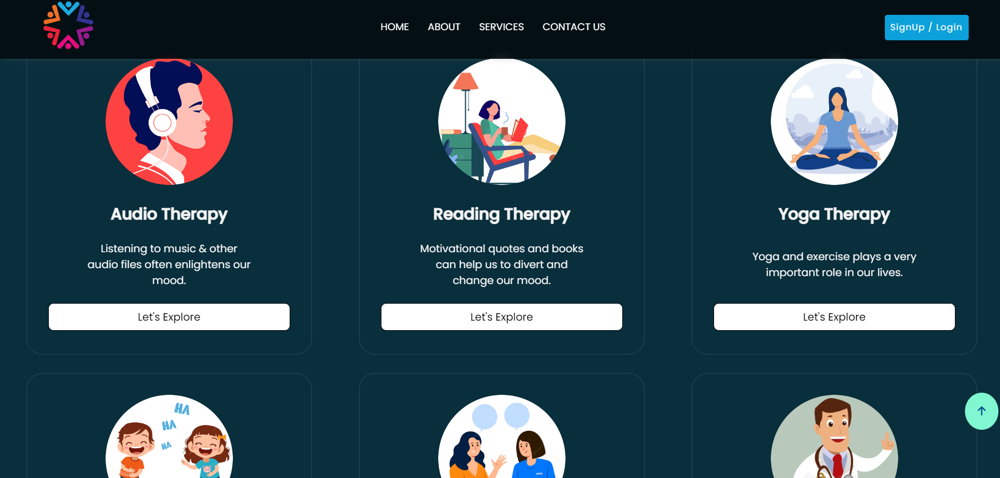 HOME ABOUT SERVICES CONTACT US
SignUp / Login
Audio Therapy
Listening to music & other
audio files often enlightens our
mood.
Let's Explore
Reading Therapy
Motivational quotes and books
can help us to divert and
change our mood.
Let's Explore
Yoga Therapy
Yoga and exercise plays a very
important role in our lives.
Let's Explore
HA
HA
HA